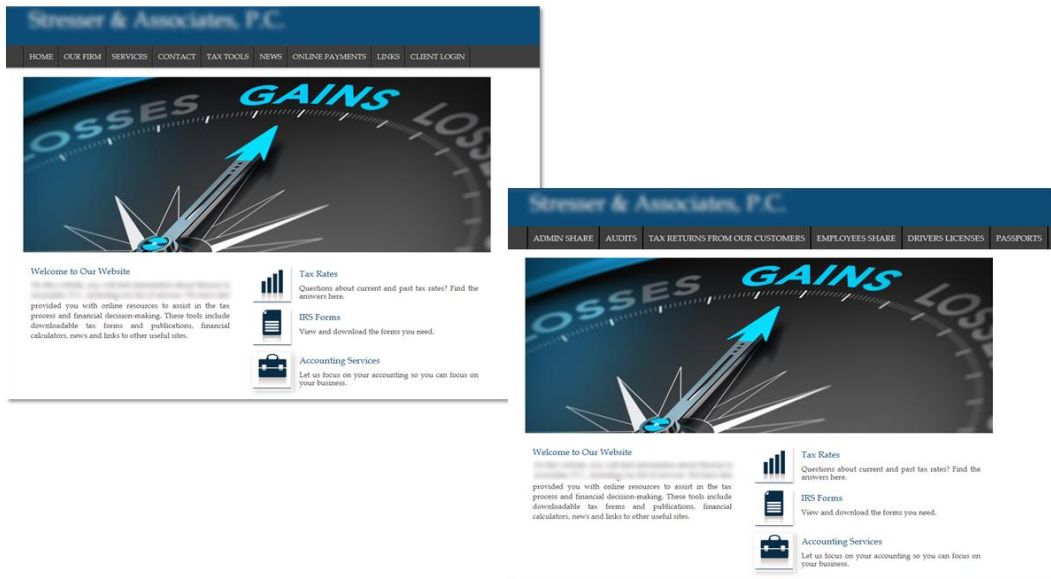 Stresser & Associates, P.C.
HOME OUR FIRM SERVICES CONTACT TAX TOOLS NEWS ONLINE PAYMENTS LINKS CLIENT LOGIN
LOSSES GAINS LOSS
Welcome to Our Website
provided you with online resources to assist in the tax
process and financial decision-making. These tools include
downloadable tax forms and publications, financial
calculators, news and links to other useful sites.
Tax Rates
Questions about current and past tax rates? Find the
answers here.
IRS Forms
View and download the forms you need.
Accounting Services
Let us focus on your accounting so you can focus on
your business.
Stresser & Associates, P.C.
ADMIN SHARE AUDITS TAX RETURNS FROM OUR CUSTOMERS EMPLOYEES SHARE DRIVERS LICENSES PASSPORTS
LOSSES GAINS LOSS
Welcome to Our Website
provided you with online resources to assist in the tax
process and financial decision-making. These tools include
downloadable tax forms and publications, financial
calculators, news and links to other useful sites.
Tax Rates
Questions about current and past tax rates? Find the
answers here.
IRS Forms
View and download the forms you need.
Accounting Services
Let us focus on your accounting so you can focus on
your business.